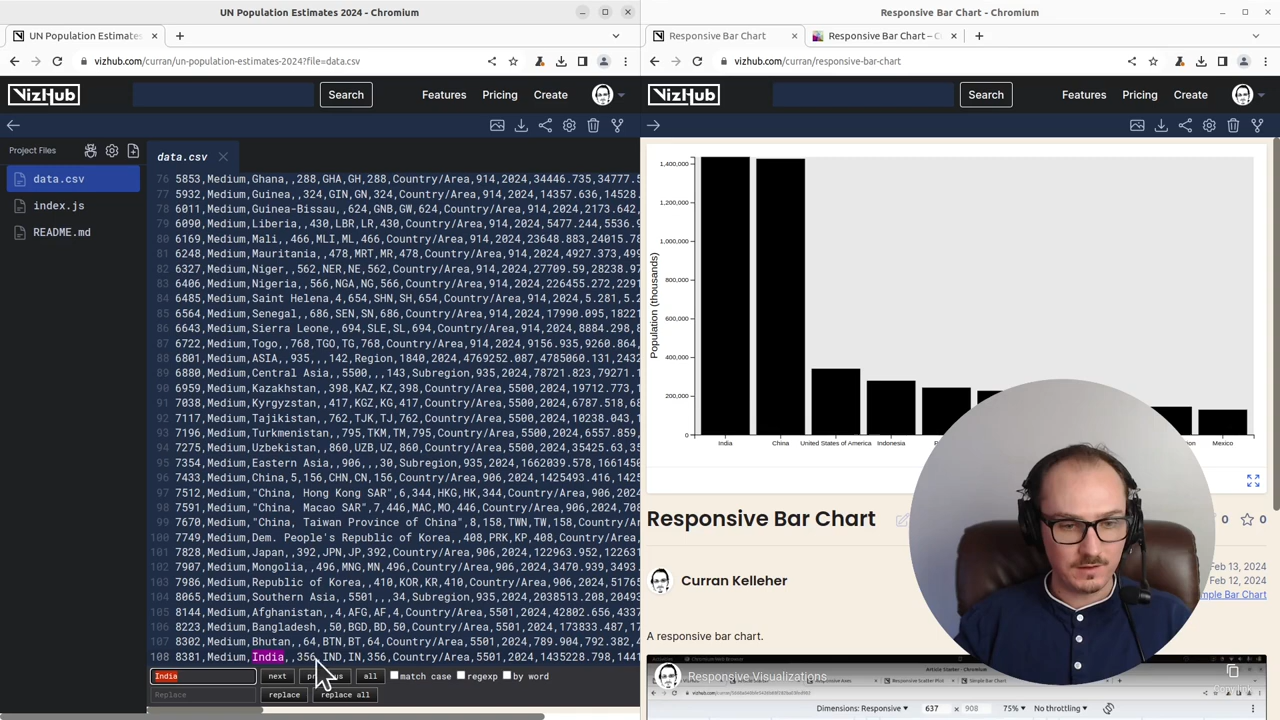 UN Population Estimates 2024 - Chromium
UN Population Estimates
vizhub.com/curran/un-population-estimates-2024?file=data.csv
VizHub
Search
Features
Pricing
Create
Project Files
data.csv
index.js
README.md
data.csv
76 5853,Medium,Ghana,,288,GHA,GH,288,Country/Area,914,2024,34446.735,34777.5
77 5932,Medium,Guinea,,324,GIN,GN,324,Country/Area,914,2024,14357.636,14528.
78 6011,Medium,Guinea-Bissau,,624,GNB,GW,624,Country/Area,914,2024,2173.642,
79 6090,Medium,Liberia,,430,LBR,LR,430,Country/Area,914,2024,5477.244,5536.9
80 6169,Medium,Mali,,466,MLI,ML,466,Country/Area,914,2024,23648.883,24015.78
81 6248,Medium,Mauritania,,478,MRT,MR,478,Country/Area,914,2024,4927.373,499
82 6327,Medium,Niger,,562,NER,NE,562,Country/Area,914,2024,27709.59,28238.97
83 6406,Medium,Nigeria,,566,NGA,NG,566,Country/Area,914,2024,226455.272,2291
84 6485,Medium,Saint Helena,4,654,SHN,SH,654,Country/Area,914,2024,5.281,5.2
85 6564,Medium,Senegal,,686,SEN,SN,686,Country/Area,914,2024,17990.095,18221
86 6643,Medium,Sierra Leone,,694,SLE,SL,694,Country/Area,914,2024,8884.298,
87 6722,Medium,Togo,,768,TGO,TG,768,Country/Area,914,2024,9156.935,9260.864
88 6801,Medium,ASIA,,935,,,142,Region,1840,2024,4769252.087,4785060.131,2432
89 6880,Medium,Central Asia,,5500,,,143,Subregion,935,2024,78721.823,79271.1
90 6959,Medium,Kazakhstan,,398,KAZ,KZ,398,Country/Area,5500,2024,19712.773,1
91 7038,Medium,Kyrgyzstan,,417,KGZ,KG,417,Country/Area,5500,2024,6787.518,68
92 7117,Medium,Tajikistan,,762,TJK,TJ,762,Country/Area,5500,2024,10238.043,1
93 7196,Medium,Turkmenistan,,795,TKM,TM,795,Country/Area,5500,2024,6557.859,
94 7275,Medium,Uzbekistan,,860,UZB,UZ,860,Country/Area,5500,2024,35425.63,35
95 7354,Medium,Eastern Asia,,906,,,30,Subregion,935,2024,1662039.578,1661450
96 7433,Medium,China,5,156,CHN,CN,156,Country/Area,906,2024,1425493.416,1425
97 7512,Medium,"China, Hong Kong SAR",6,344,HKG,HK,344,Country/Area,906,2024
98 7591,Medium,"China, Macao SAR",7,446,MAC,MO,446,Country/Area,906,2024,708
99 7670,Medium,"China, Taiwan Province of China",8,158,TWN,TW,158,Country/Ar
100 7749,Medium,Dem. People's Republic of Korea,,408,PRK,KP,408,Country/Area,
101 7828,Medium,Japan,,392,JPN,JP,392,Country/Area,906,2024,122963.952,122631
102 7907,Medium,Mongolia,,496,MNG,MN,496,Country/Area,906,2024,3470.939,3493
103 7986,Medium,Republic of Korea,,410,KOR,KR,410,Country/Area,906,2024,51765
104 8065,Medium,Southern Asia,,5501,,,34,Subregion,935,2024,2038513.208,20493
105 8144,Medium,Afghanistan,,4,AFG,AF,4,Country/Area,5501,2024,42802.656,4337
106 8223,Medium,Bangladesh,,50,BGD,BD,50,Country/Area,5501,2024,173833.487,17
107 8302,Medium,Bhutan,,64,BTN,BT,64,Country/Area,5501,2024,789.904,792.382,
108 8381,Medium,India,,356,IND,IN,356,Country/Area,5501,2024,1435228.798,1441
India
next
all
match case
regexp
by word
Replace
replace
replace all
Responsive Bar Chart - Chromium
Responsive Bar Chart
Responsive Bar Chart – C
vizhub.com/curran/responsive-bar-chart
VizHub
Search
Features
Pricing
Create
Population (thousands)
1,400,000
1,200,000
1,000,000
800,000
600,000
400,000
200,000
0
India
China
United States of America
Indonesia
Mexico
Responsive Bar Chart
0
0
Curran Kelleher
Feb 13, 2024
Feb 12, 2024
mple Bar Chart
A responsive bar chart.
Responsive Visualizations
Dimensions: Responsive
637 × 908
75%
No throttling